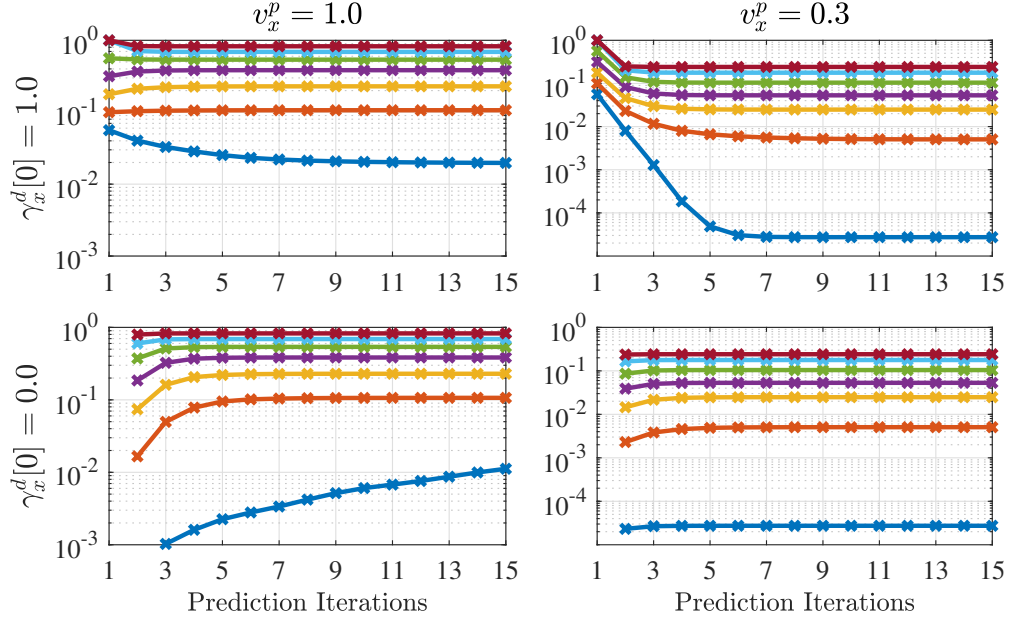 $v_x^p = 1.0$
$v_x^p = 0.3$
$\gamma_x^d[0] = 1.0$
10^0
10^-1
10^-2
10^-3
1 3 5 7 9 11 13 15
10^0
10^-1
10^-2
10^-3
10^-4
1 3 5 7 9 11 13 15
$\gamma_x^d[0] = 0.0$
10^0
10^-1
10^-2
10^-3
1 3 5 7 9 11 13 15
Prediction Iterations
10^0
10^-1
10^-2
10^-3
10^-4
1 3 5 7 9 11 13 15
Prediction Iterations